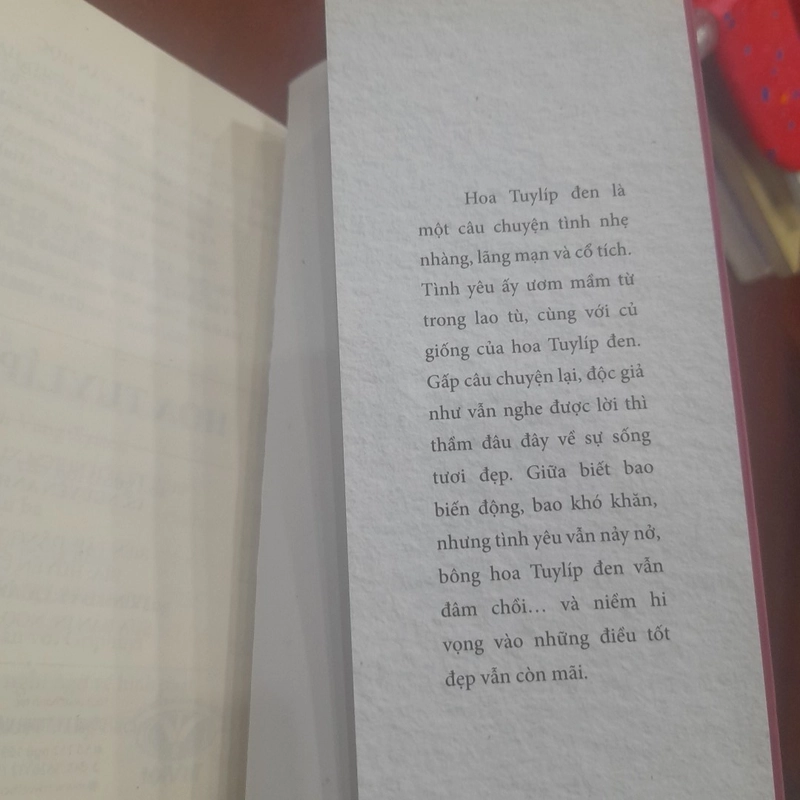 Hoa Tuylíp đen là
một câu chuyện tình nhẹ
nhàng, lãng mạn và cổ tích.
Tình yêu ấy ươm mầm từ
trong lao tù, cùng với củ
giống của hoa Tuylíp đen.
Gấp câu chuyện lại, độc giả
như vẫn nghe được lời thì
thầm đâu đây về sự sống
tươi đẹp. Giữa biết bao
biến động, bao khó khăn,
nhưng tình yêu vẫn nảy nở,
bông hoa Tuylíp đen vẫn
đâm chồi... và niềm hi
vọng vào những điều tốt
đẹp vẫn còn mãi.